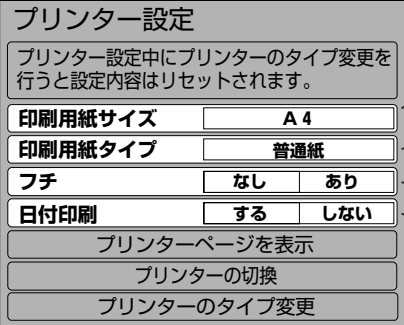 プリンター設定
プリンター設定中にプリンターのタイプ変更を
行うと設定内容はリセットされます。
印刷用紙サイズ A4
印刷用紙タイプ 普通紙
フチ なし あり
日付印刷 する しない
プリンターページを表示
プリンターの切換
プリンターのタイプ変更